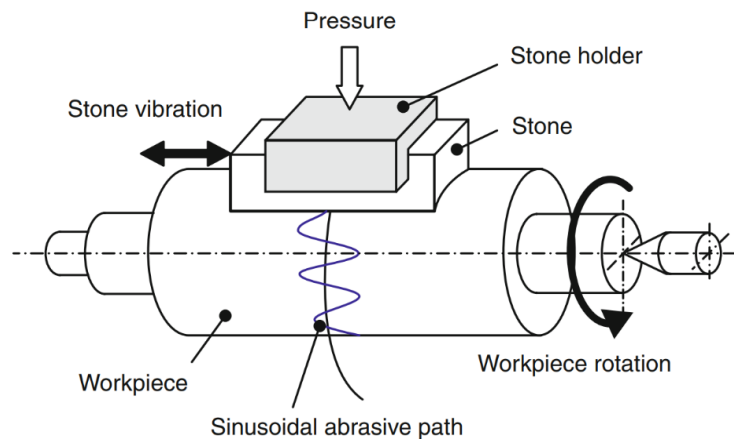 Pressure
Stone holder
Stone vibration
Stone
Workpiece rotation
Workpiece
Sinusoidal abrasive path